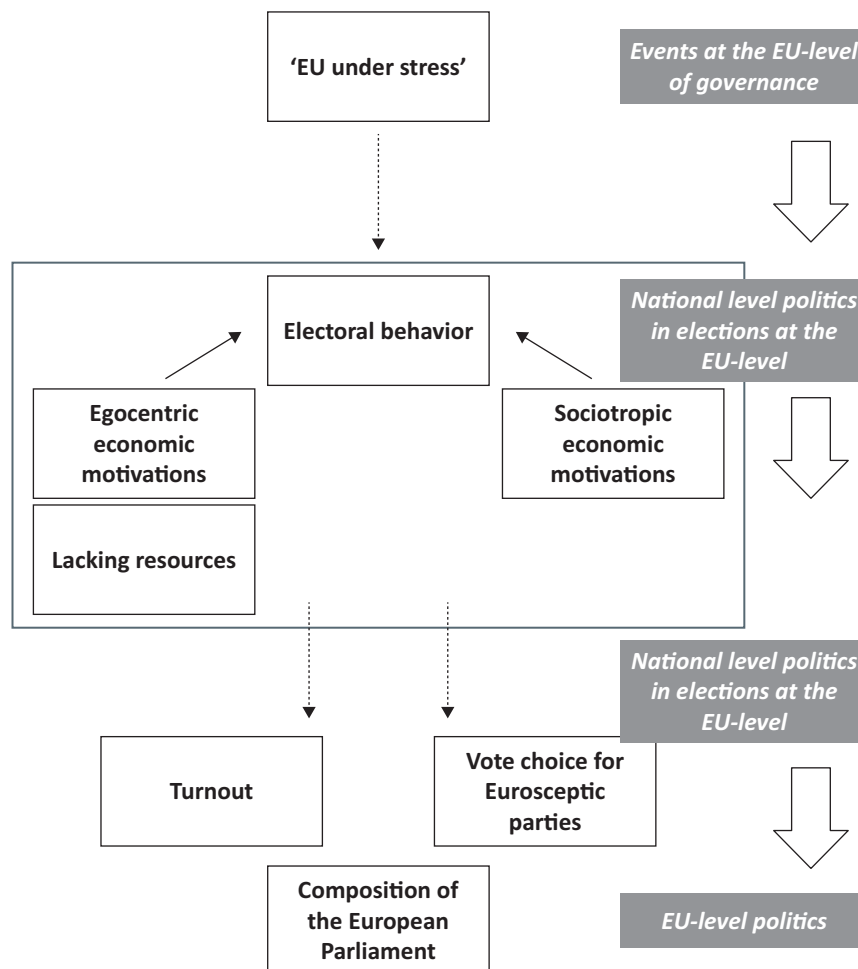 ‘EU under stress’
Events at the EU-level
of governance
Electoral behavior
National level politics
in elections at the
EU-level
Egocentric
economic
motivations
Sociotropic
economic
motivations
Lacking resources
National level politics
in elections at the
EU-level
Turnout
Vote choice for
Eurosceptic
parties
Composition of
the European
Parliament
EU-level politics